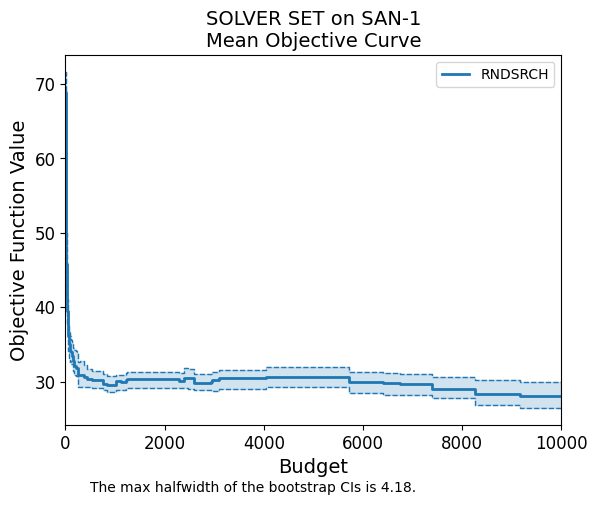 SOLVER SET on SAN-1
Mean Objective Curve
RNDSRCH
Objective Function Value
70
60
50
40
30
0 2000 4000 6000 8000 10000
Budget
The max halfwidth of the bootstrap CIs is 4.18.